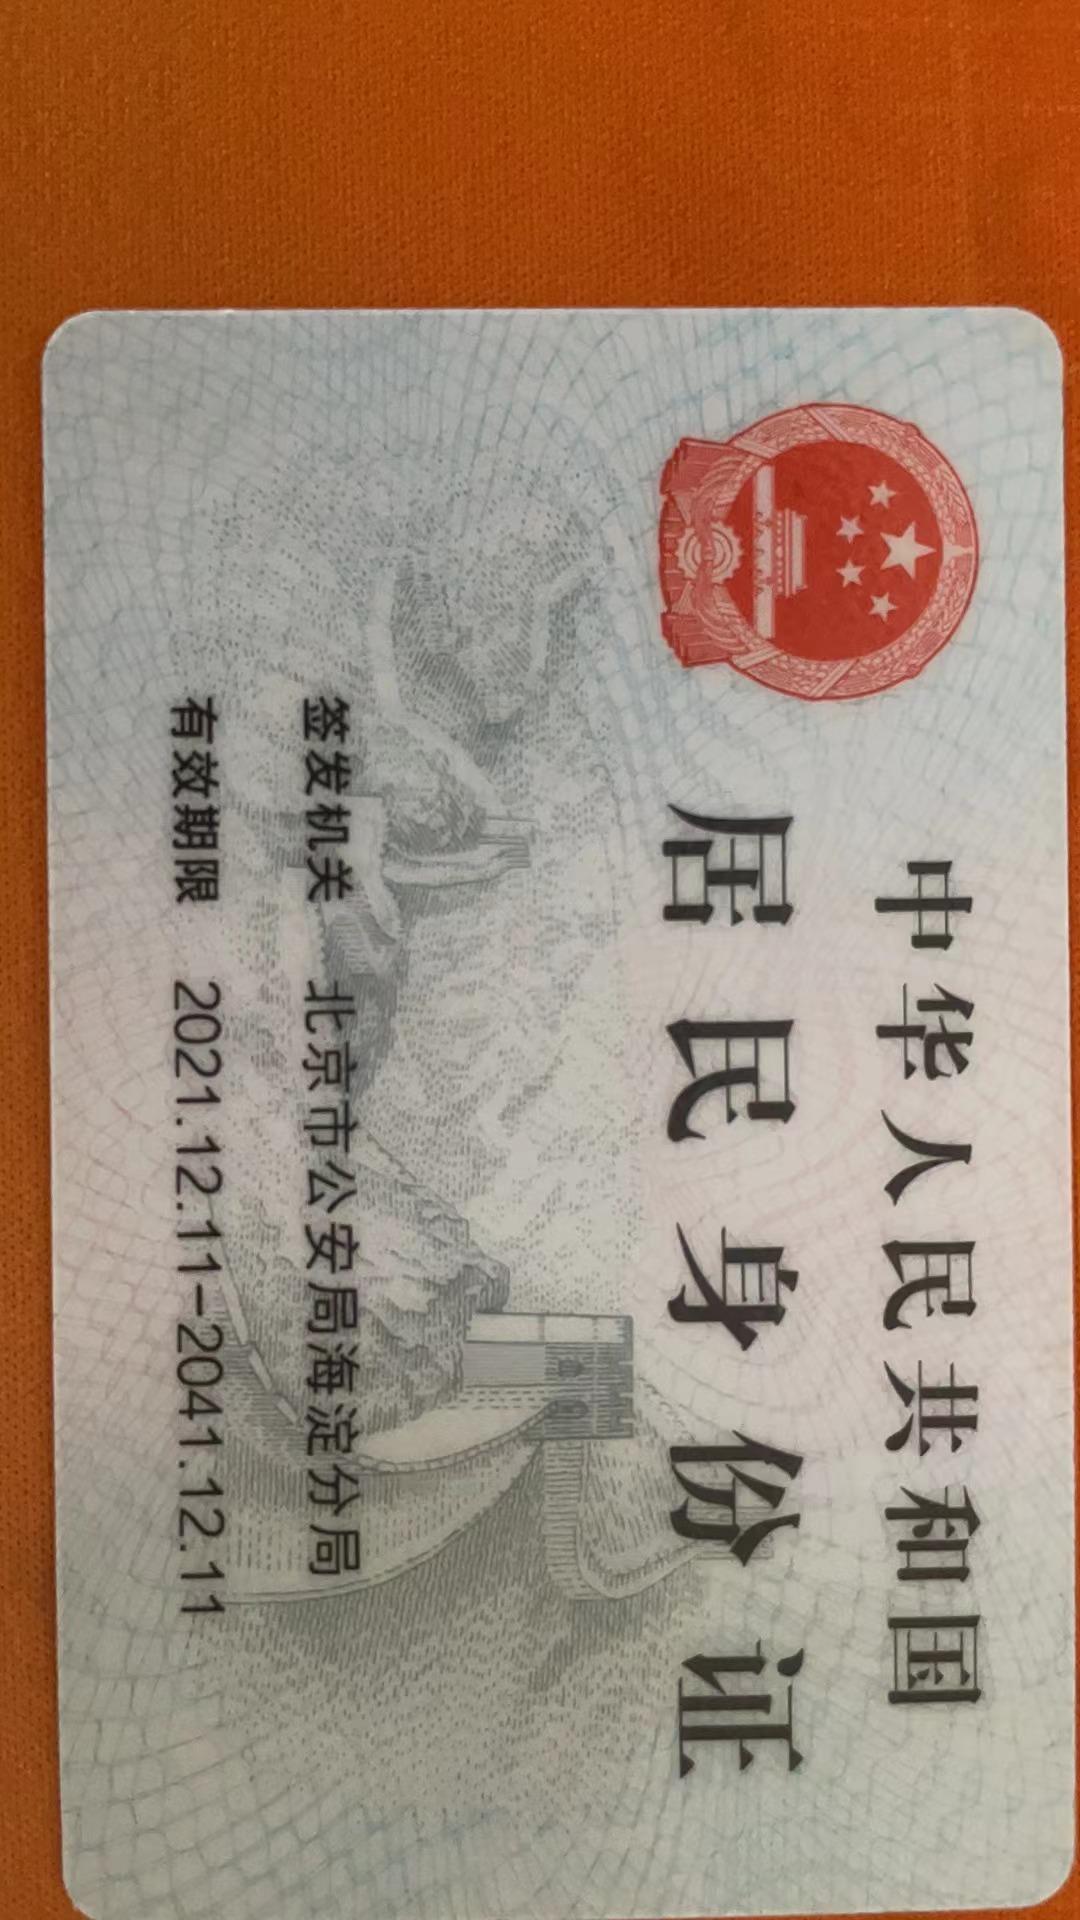 中华人民共和国
居民身份证
签发机关 北京市公安局海淀分局
有效期限 2021.12.11-2041.12.11